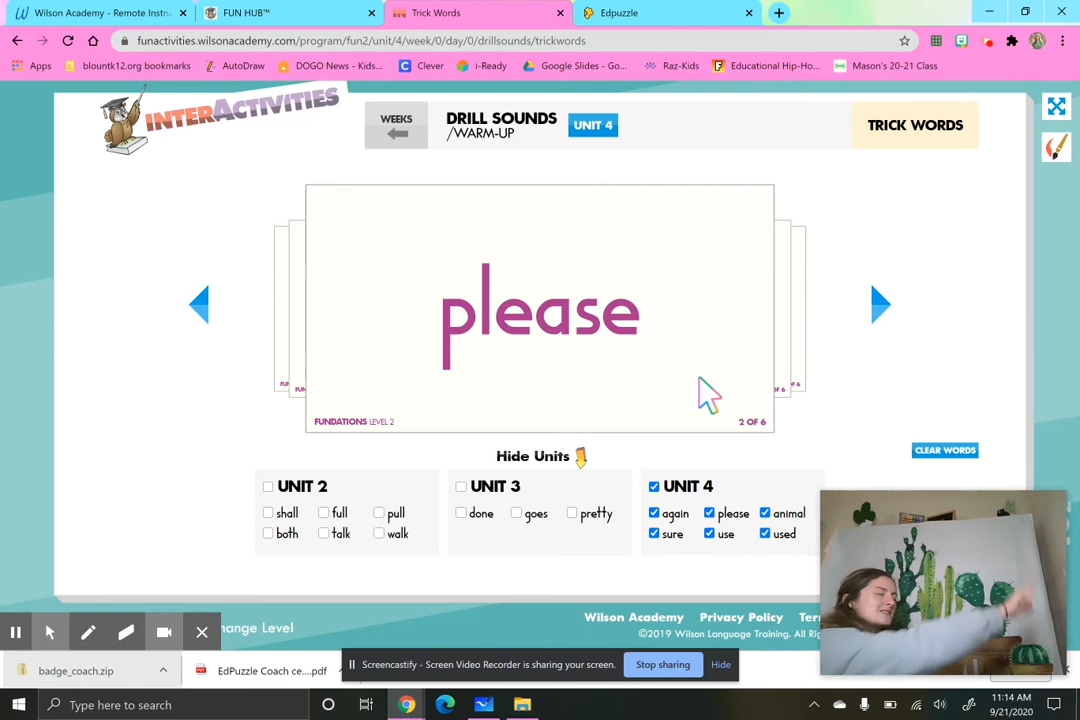 Wilson Academy - Remote Instru
FUN HUB™
Trick Words
Edpuzzle
funactivities.wilsonacademy.com/program/fun2/unit/4/week/0/day/0/drillsounds/trickwords
Apps
blountk12.org bookmarks
AutoDraw
DOGO News - Kids...
Clever
i-Ready
Google Slides - Go...
Raz-Kids
Educational Hip-Ho...
Mason's 20-21 Class
INTERACTIVITIES
WEEKS
DRILL SOUNDS
/WARM-UP
UNIT 4
TRICK WORDS
please
FUNDATIONS LEVEL 2
2 OF 6
Hide Units
CLEAR WORDS
UNIT 2
shall full pull
both talk walk
UNIT 3
done goes pretty
UNIT 4
again please animal
sure use used
ange Level
Wilson Academy Privacy Policy Ter
©2019 Wilson Language Training. All Rig
badge_coach.zip
EdPuzzle Coach ce....pdf
Screencastify - Screen Video Recorder is sharing your screen.
Stop sharing
Hide
Type here to search
11:14 AM
9/21/2020